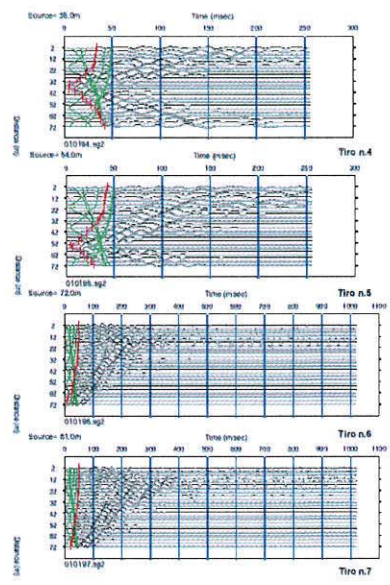 Source= 36.0m Time (msec)
0 50 100 150 200 250 300
2
12
22
32
42
52
62
72
Distance (m)
010194.sg2
Tiro n.4
Source= 54.0m Time (msec)
0 50 100 150 200 250 300
2
12
22
32
42
52
62
72
Distance (m)
010195.sg2
Tiro n.5
Source= 72.0m Time (msec)
0 100 200 300 400 500 600 700 800 900 1000 1100
2
12
22
32
42
52
62
72
Distance (m)
010196.sg2
Tiro n.6
Source= 81.0m Time (msec)
0 100 200 300 400 500 600 700 800 900 1000 1100
2
12
22
32
42
52
62
72
Distance (m)
010197.sg2
Tiro n.7